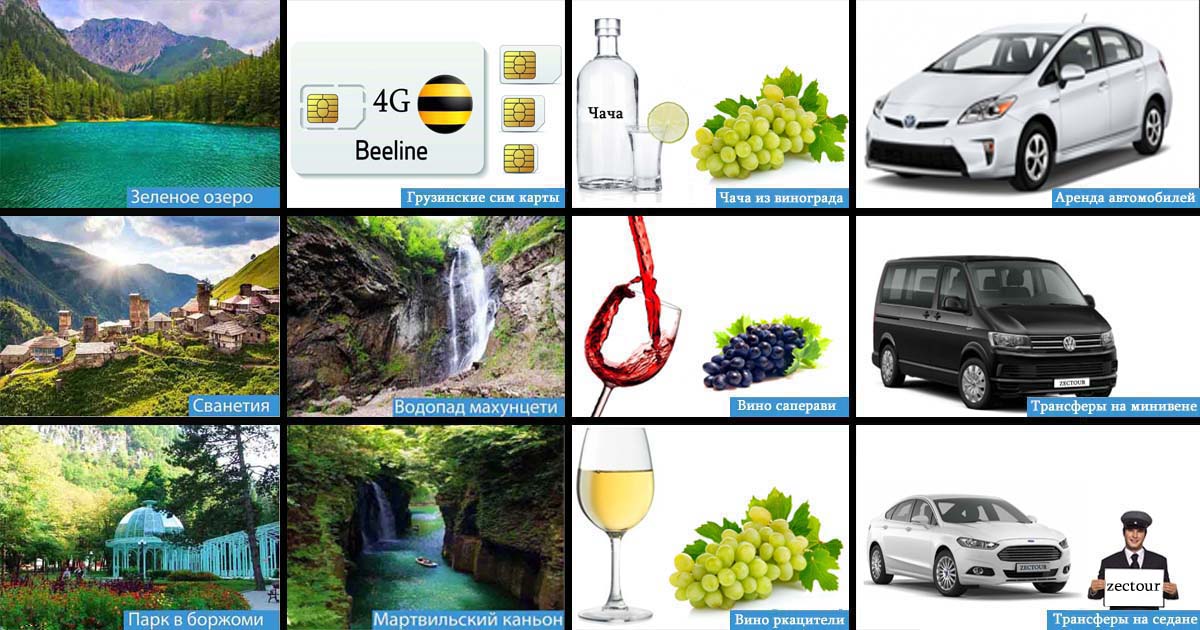 Зеленое озеро
4G
Beeline
Грузинские сим карты
Чача
Чача из винограда
Аренда автомобилей
Сванетия
Водопад махунцети
Вино саперави
ZECTOUR
Трансферы на минивене
Парк в боржоми
Мартвильский каньон
Вино ркацители
ZECTOUR
zectour
Трансферы на седане